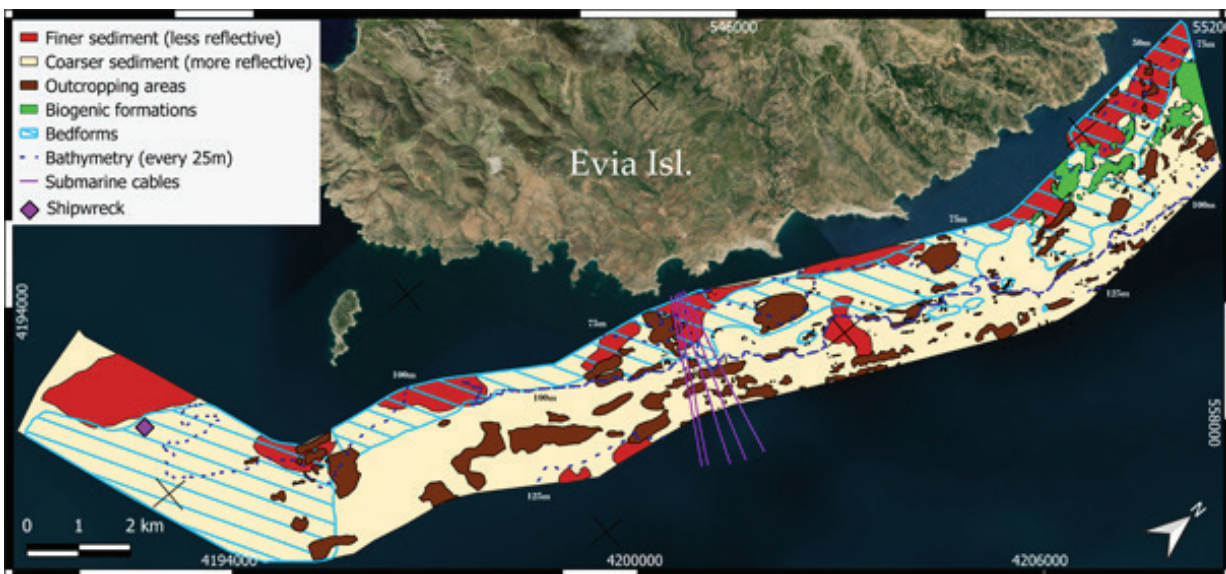 546000
552000
Finer sediment (less reflective)
Coarser sediment (more reflective)
Outcropping areas
Biogenic formations
Bedforms
Bathymetry (every 25m)
Submarine cables
Shipwreck
Evia Isl.
50m
75m
75m
100m
125m
75m
100m
100m
125m
4194000
558000
0 1 2 km
N
4194000
4200000
4206000